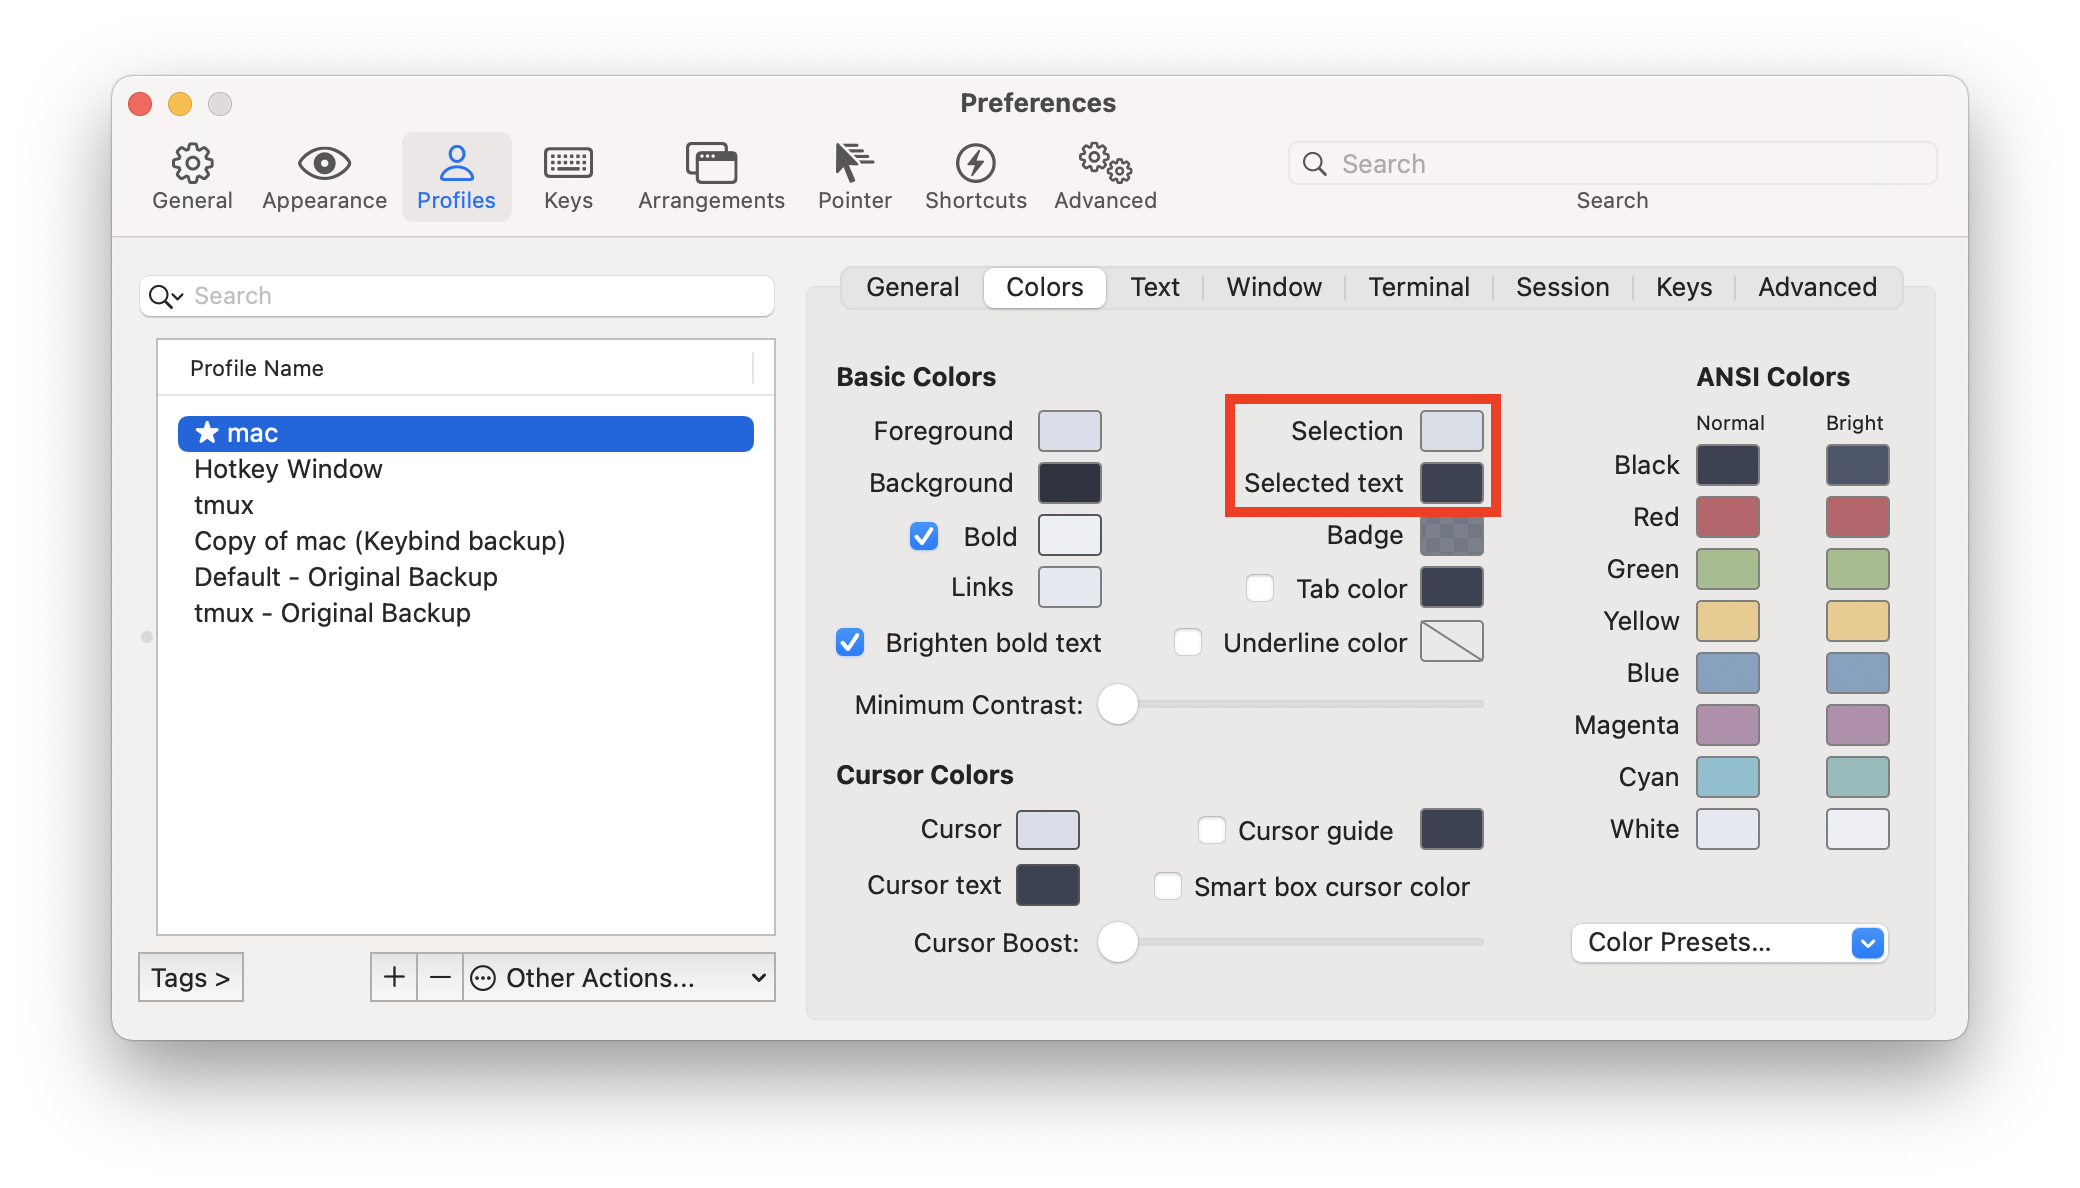 Preferences
General
Appearance
Profiles
Keys
Arrangements
Pointer
Shortcuts
Advanced
Search
Search
Search
Profile Name
★ mac
Hotkey Window
tmux
Copy of mac (Keybind backup)
Default - Original Backup
tmux - Original Backup
Tags >
+
−
Other Actions...
General
Colors
Text
Window
Terminal
Session
Keys
Advanced
Basic Colors
Foreground
Background
Bold
Links
Brighten bold text
Minimum Contrast:
Selection
Selected text
Badge
Tab color
Underline color
Cursor Colors
Cursor
Cursor text
Cursor Boost:
Cursor guide
Smart box cursor color
ANSI Colors
Normal Bright
Black
Red
Green
Yellow
Blue
Magenta
Cyan
White
Color Presets...